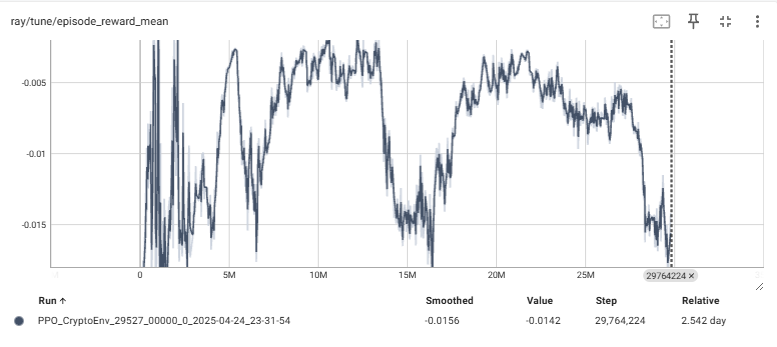 ray/tune/episode_reward_mean
-0.005
-0.01
-0.015
0 5M 10M 15M 20M 25M 29764224 ×
Run ↑ Smoothed Value Step Relative
PPO_CryptoEnv_29527_00000_0_2025-04-24_23-31-54 -0.0156 -0.0142 29,764,224 2.542 day